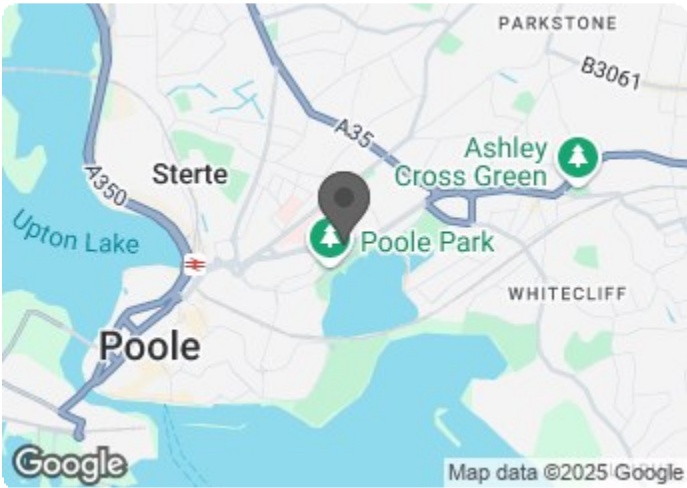 PARKSTONE
B3061
A35
Ashley
Cross Green
Sterte
A350
Upton Lake
Poole Park
WHITECLIFF
Poole
Google
Map data ©2025 Google